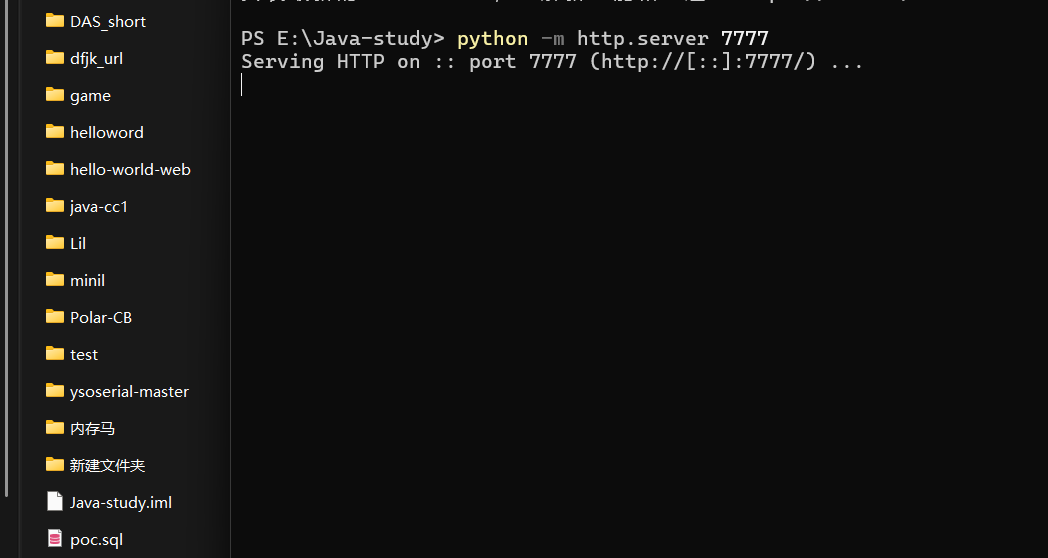 DAS_short
dfjk_url
game
helloword
hello-world-web
java-cc1
Lil
minil
Polar-CB
test
ysoserial-master
内存马
新建文件夹
Java-study.iml
poc.sql
PS E:\Java-study> python -m http.server 7777
Serving HTTP on :: port 7777 (http://[::]:7777/) ...